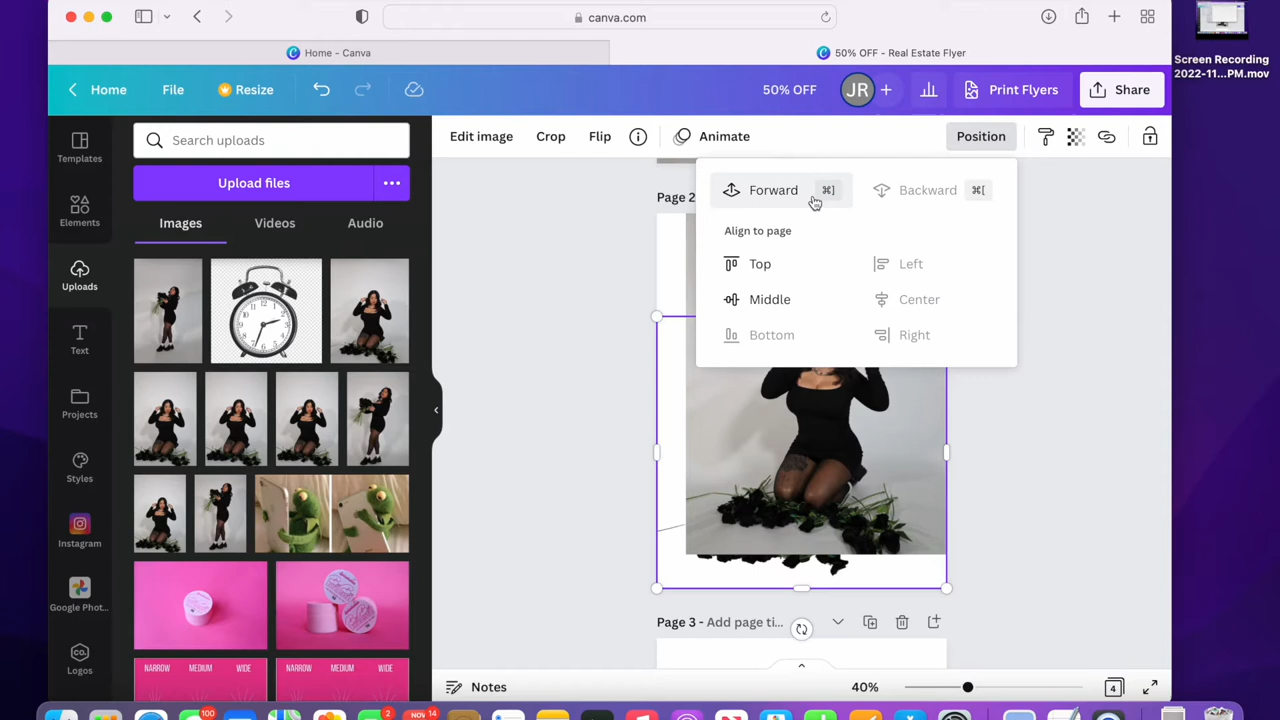 canva.com
Screen Recording
2022-11...PM.mov
Home - Canva
50% OFF - Real Estate Flyer
Home
File
Resize
50% OFF
JR
Print Flyers
Share
Templates
Search uploads
Edit image
Crop
Flip
Animate
Position
Upload files
Forward
⌘]
Backward
⌘[
Page 2
Elements
Images
Videos
Audio
Align to page
Top
Left
Uploads
Middle
Center
Text
Bottom
Right
Projects
Styles
Instagram
Google Phot...
Page 3 - Add page ti...
Logos
CO.
NARROW
MEDIUM
WIDE
NARROW
MEDIUM
WIDE
Notes
40%
4
100
2
NOV
14